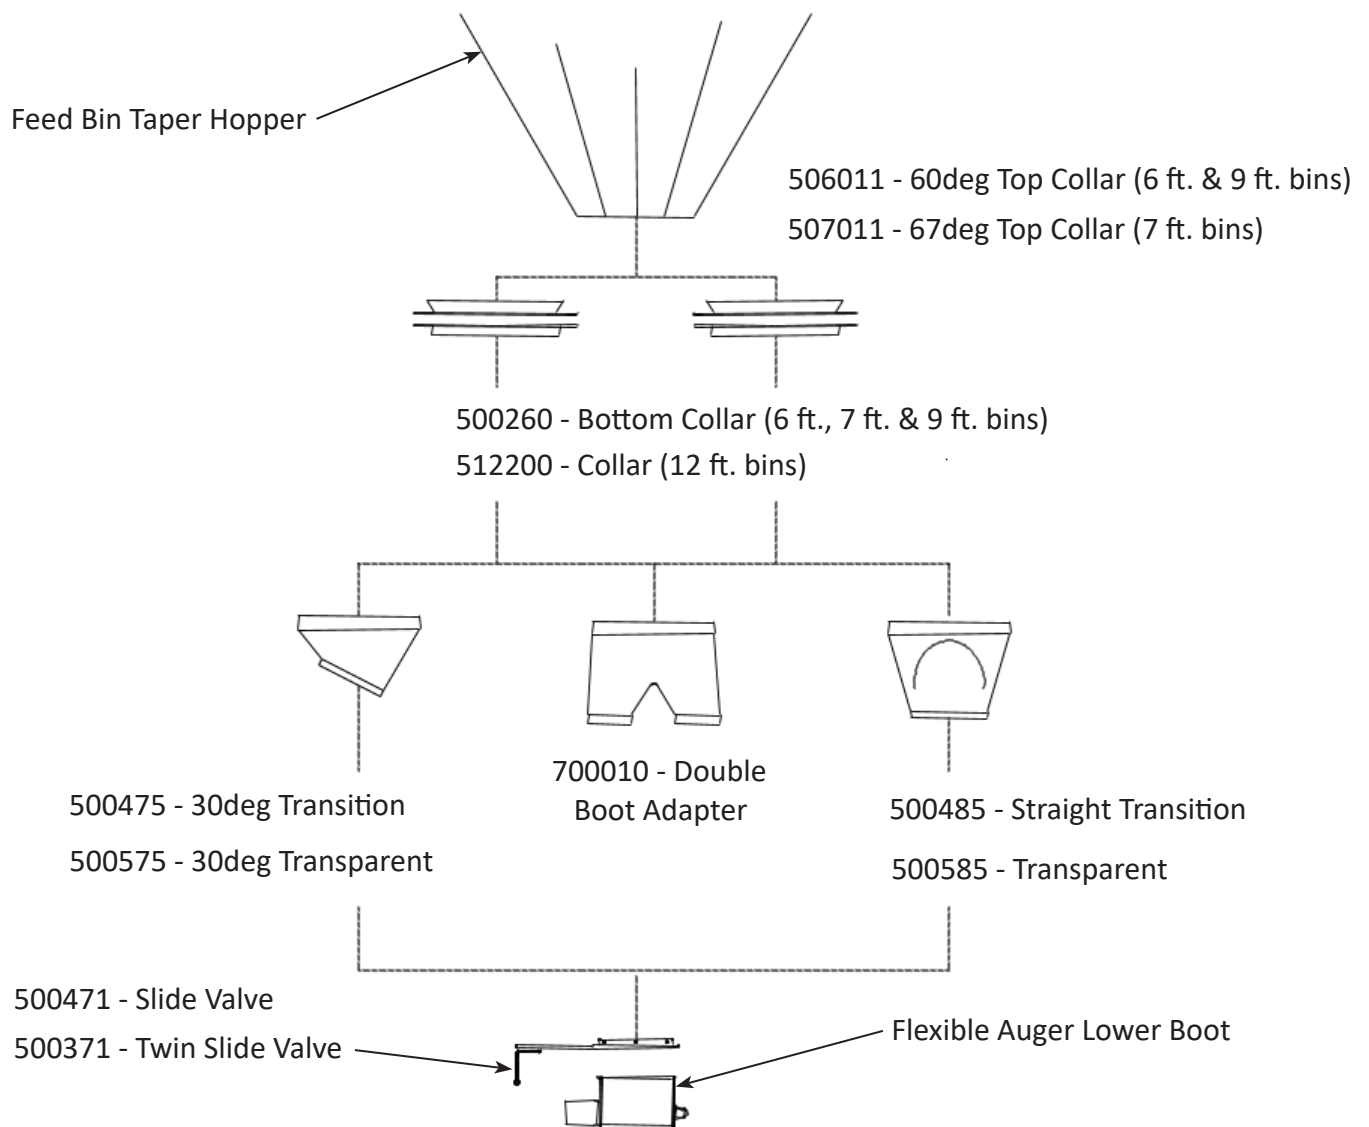 Feed Bin Taper Hopper
506011 - 60deg Top Collar (6 ft. & 9 ft. bins)
507011 - 67deg Top Collar (7 ft. bins)
500260 - Bottom Collar (6 ft., 7 ft. & 9 ft. bins)
512200 - Collar (12 ft. bins)
700010 - Double
Boot Adapter
500475 - 30deg Transition
500575 - 30deg Transparent
500485 - Straight Transition
500585 - Transparent
500471 - Slide Valve
500371 - Twin Slide Valve
Flexible Auger Lower Boot